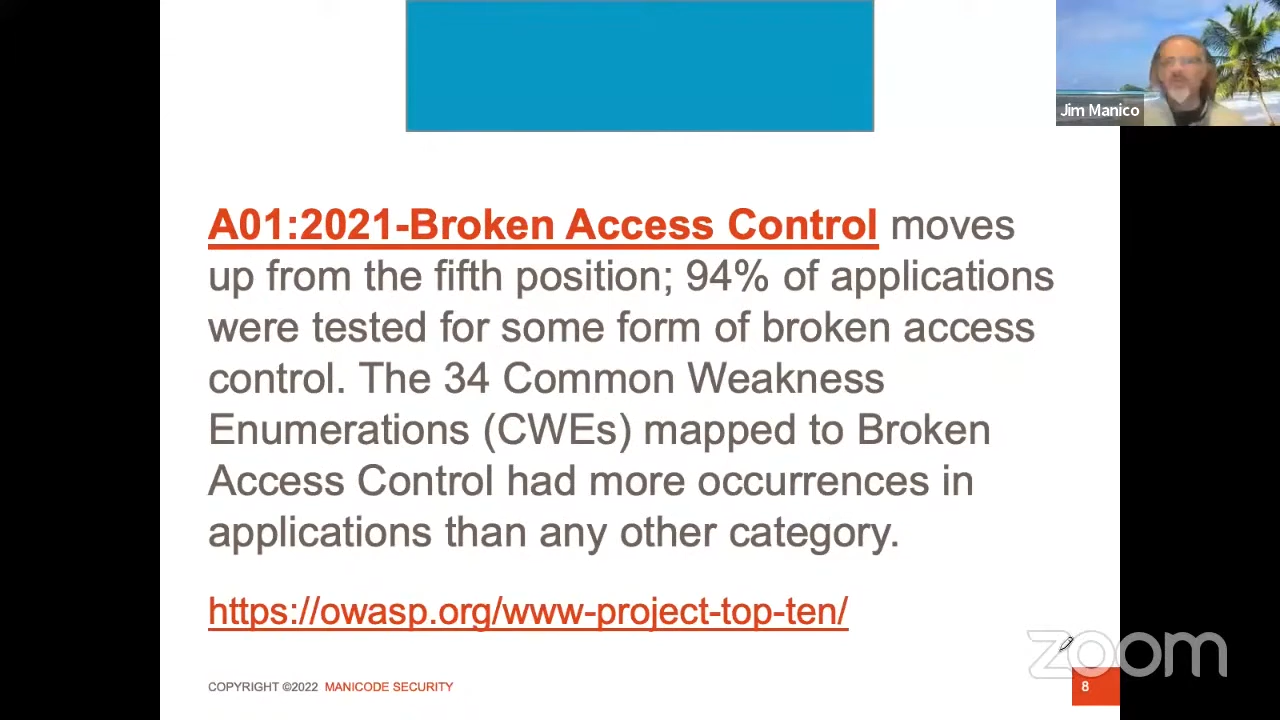 Jim Manico
A01:2021-Broken Access Control moves
up from the fifth position; 94% of applications
were tested for some form of broken access
control. The 34 Common Weakness
Enumerations (CWEs) mapped to Broken
Access Control had more occurrences in
applications than any other category.
https://owasp.org/www-project-top-ten/
zoom
COPYRIGHT ©2022 MANICODE SECURITY
8